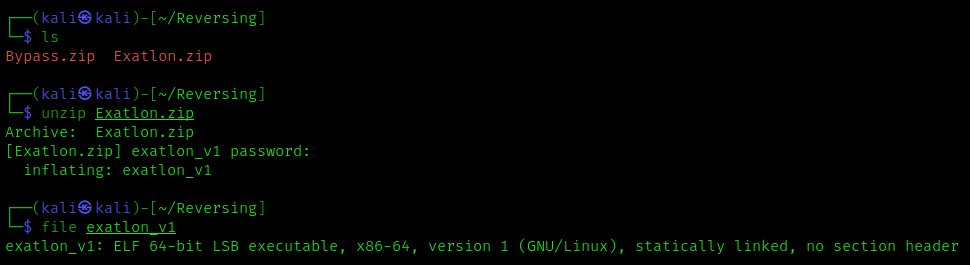 ┌──(kali㉿kali)-[~/Reversing]
└─$ ls
Bypass.zip  Exatlon.zip
┌──(kali㉿kali)-[~/Reversing]
└─$ unzip Exatlon.zip
Archive:  Exatlon.zip
[Exatlon.zip] exatlon_v1 password:
  inflating: exatlon_v1
┌──(kali㉿kali)-[~/Reversing]
└─$ file exatlon_v1
exatlon_v1: ELF 64-bit LSB executable, x86-64, version 1 (GNU/Linux), statically linked, no section header